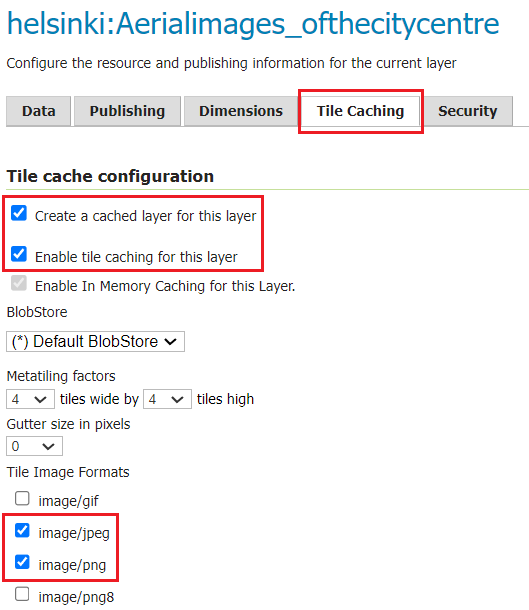 helsinki:Aerialimages_ofthecitycentre
Configure the resource and publishing information for the current layer
Data Publishing Dimensions Tile Caching Security
Tile cache configuration
Create a cached layer for this layer
Enable tile caching for this layer
Enable In Memory Caching for this Layer.
BlobStore
(*) Default BlobStore
Metatiling factors
4 tiles wide by 4 tiles high
Gutter size in pixels
0
Tile Image Formats
image/gif
image/jpeg
image/png
image/png8